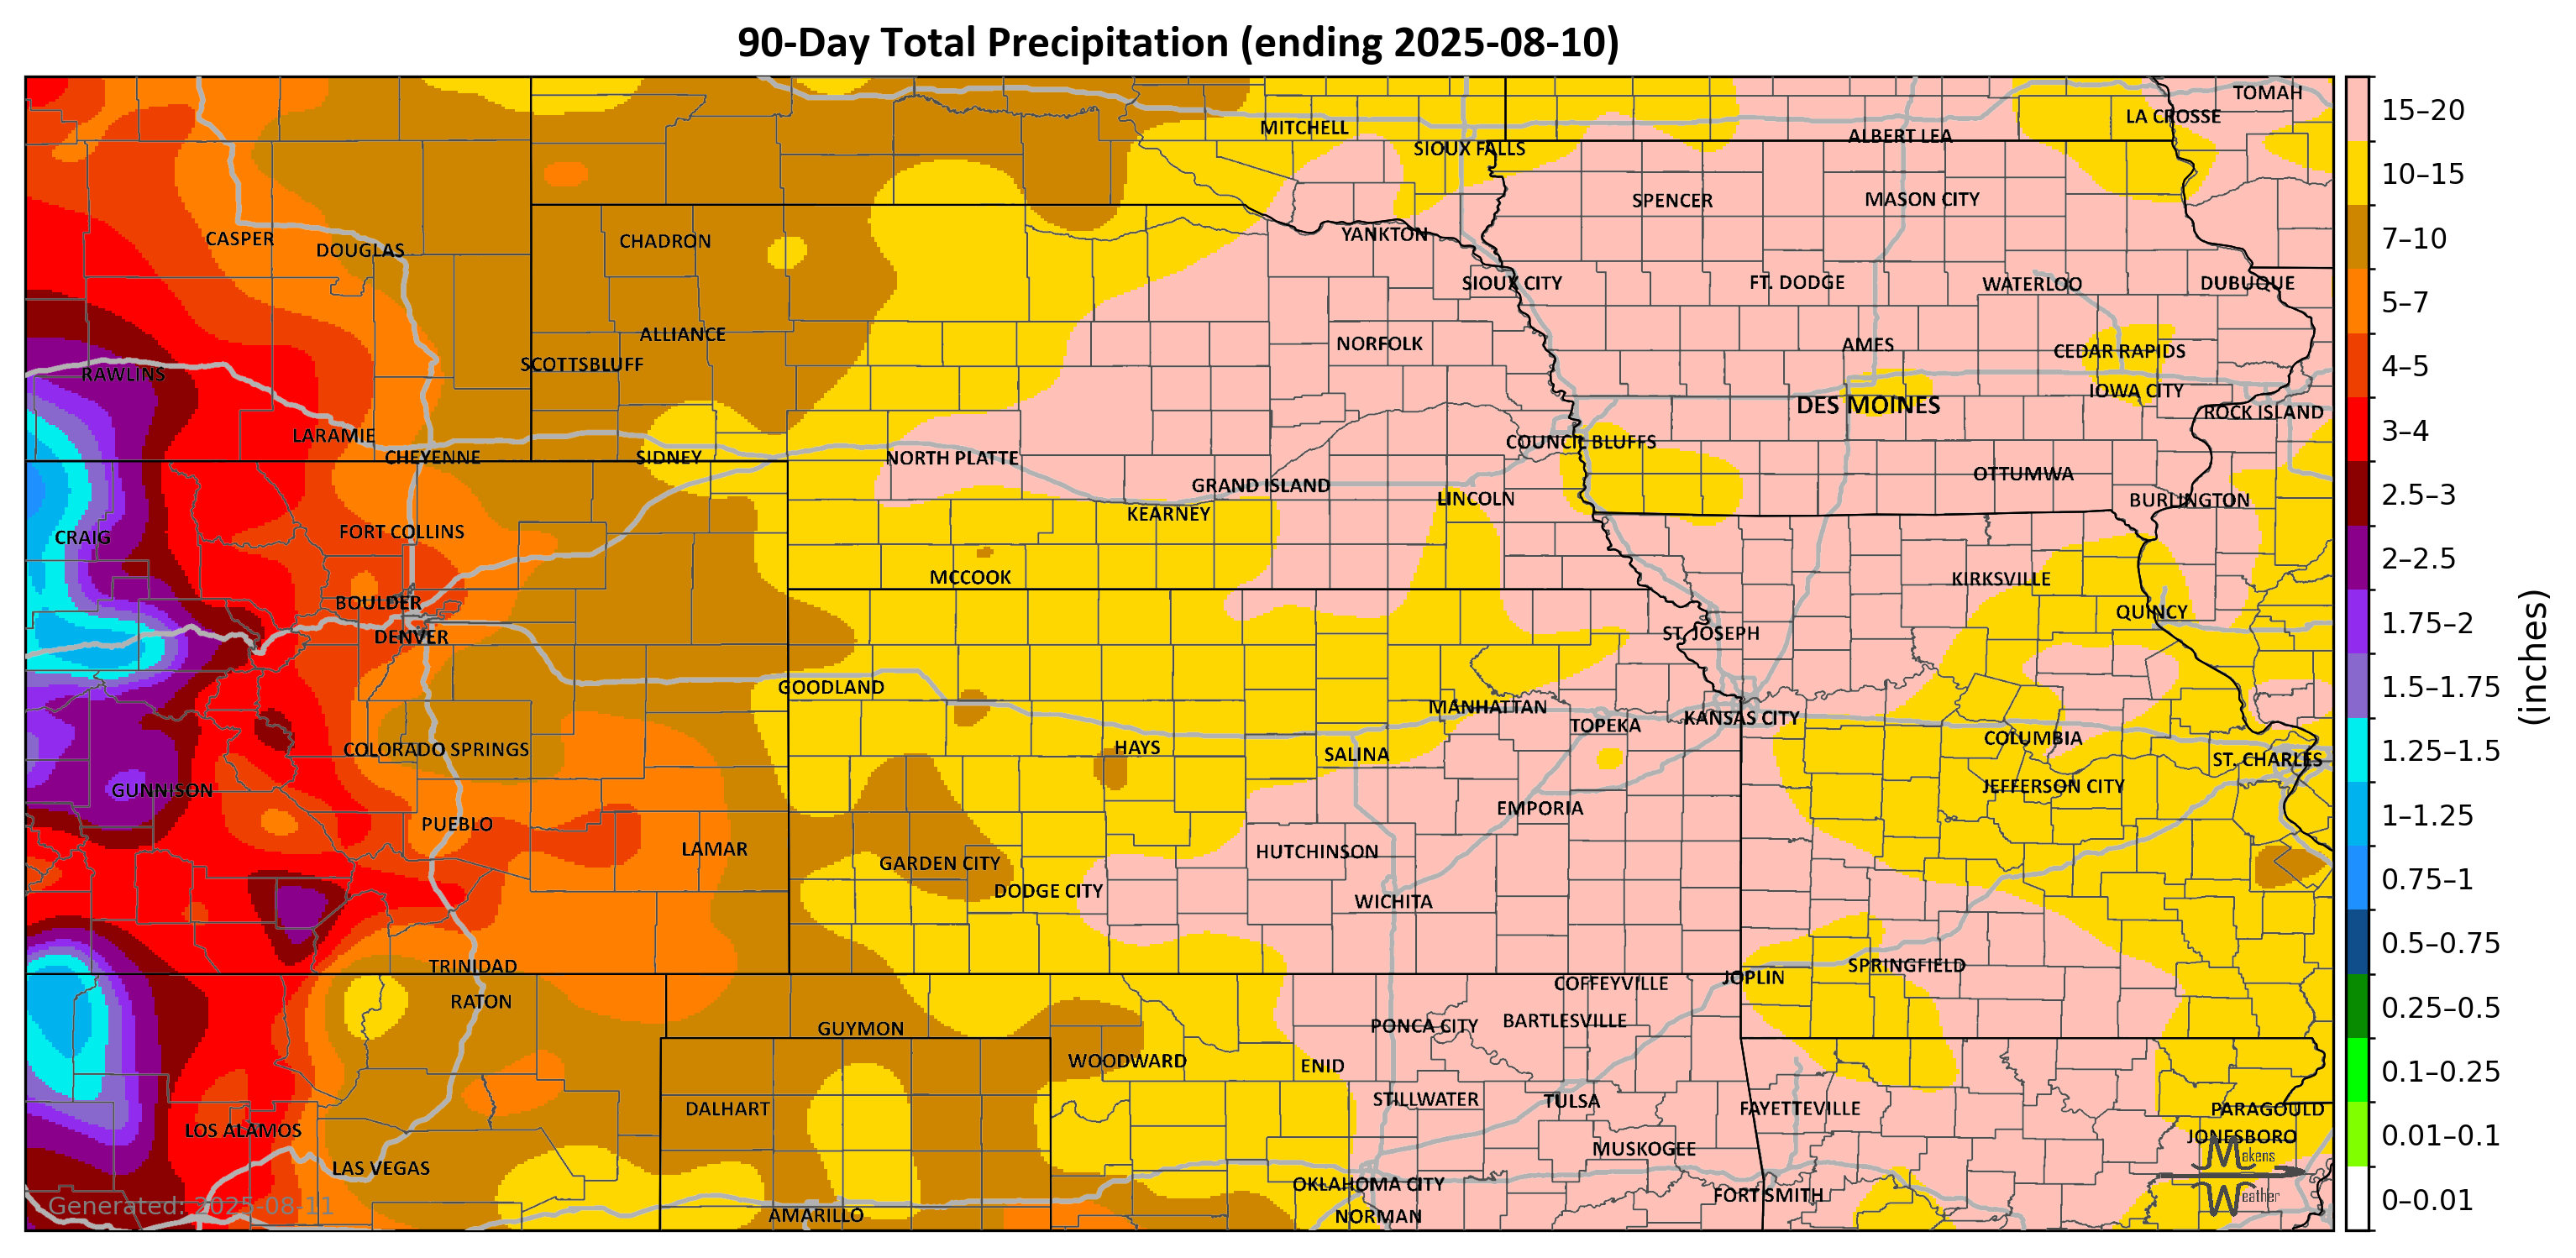 90-Day Total Precipitation (ending 2025-08-10)
TOMAH
LA CROSSE
MITCHELL
ALBERT LEA
SIOUX FALLS
SPENCER
MASON CITY
CASPER
DOUGLAS
CHADRON
YANKTON
SIOUX CITY
FT. DODGE
WATERLOO
DUBUQUE
ALLIANCE
NORFOLK
AMES
CEDAR RAPIDS
SCOTTSBLUFF
RAWLINS
IOWA CITY
DES MOINES
ROCK ISLAND
LARAMIE
COUNCIL BLUFFS
CHEYENNE
SIDNEY
NORTH PLATTE
OTTUMWA
GRAND ISLAND
LINCOLN
BURLINGTON
KEARNEY
FORT COLLINS
CRAIG
MCCOOK
KIRKSVILLE
BOULDER
QUINCY
DENVER
ST. JOSEPH
GOODLAND
MANHATTAN
TOPEKA
KANSAS CITY
COLUMBIA
COLORADO SPRINGS
HAYS
SALINA
ST. CHARLES
GUNNISON
JEFFERSON CITY
EMPORIA
PUEBLO
LAMAR
HUTCHINSON
GARDEN CITY
DODGE CITY
WICHITA
TRINIDAD
SPRINGFIELD
JOPLIN
COFFEYVILLE
RATON
GUYMON
PONCA CITY
BARTLESVILLE
WOODWARD
ENID
STILLWATER
TULSA
DALHART
FAYETTEVILLE
PARAGOULD
LOS ALAMOS
JONESBORO
MUSKOGEE
LAS VEGAS
OKLAHOMA CITY
FORT SMITH
AMARILLO
NORMAN
Makens
Weather
Generated: 2025-08-11
15–20
10–15
7–10
5–7
4–5
3–4
2.5–3
2–2.5
1.75–2
1.5–1.75
1.25–1.5
1–1.25
0.75–1
0.5–0.75
0.25–0.5
0.1–0.25
0.01–0.1
0–0.01
(inches)